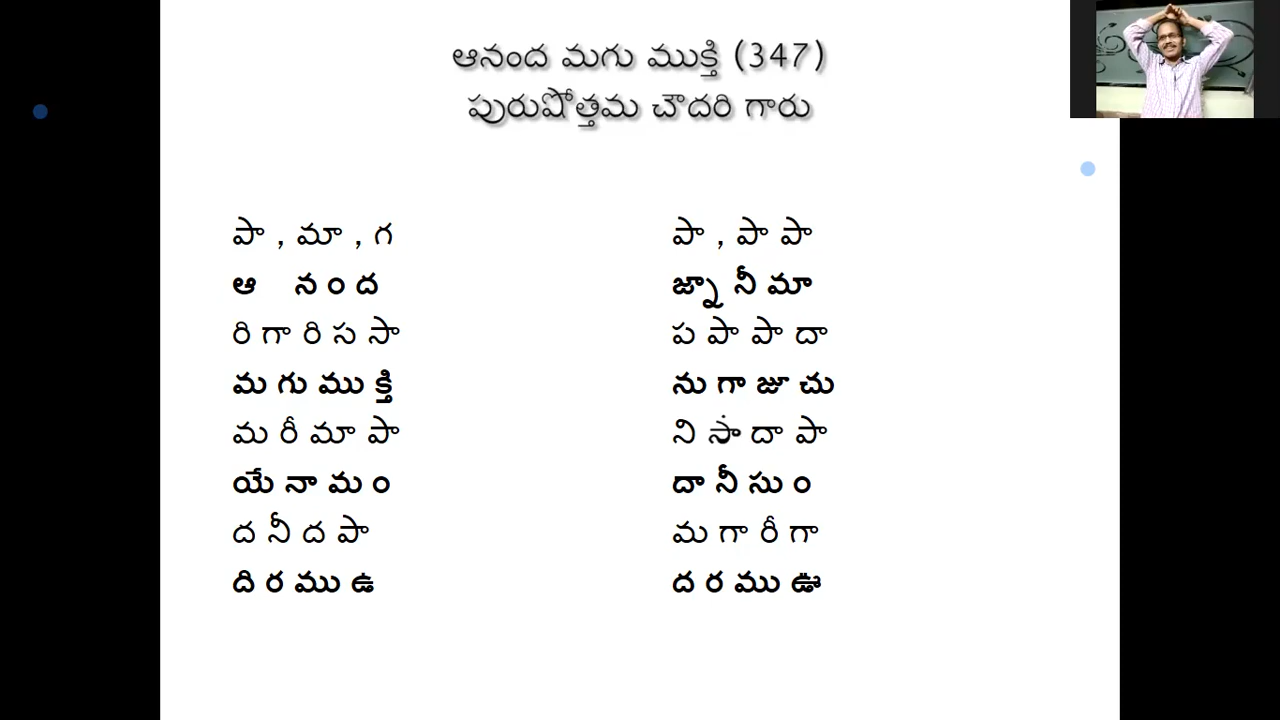 ఆనంద మగు ముక్తి (347)
పురుషోత్తమ చౌదరి గారు
పా , మా , గ
ఆ న ం ద
రి గా రి స సా
మ గు ము క్తి
మ రీ మా పా
యే నా మ ం
ద నీ ద పా
ది ర ము ఉ
పా , పా పా
జ్నా నీ మా
ప పా పా దా
ను గా జూ చు
ని సా̇ దా పా
దా నీ సు ం
మ గా రీ గా
ద ర ము ఊ